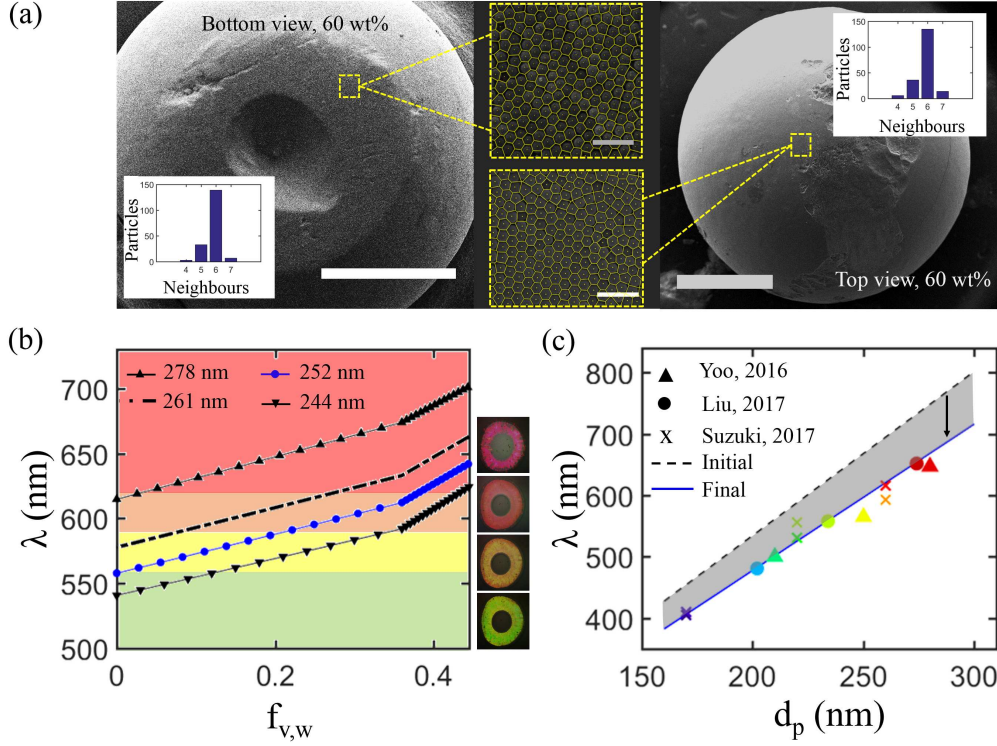 (a)
Bottom view, 60 wt%
150
100
50
0
Particles
4 5 6 7
Neighbours
150
100
50
0
Particles
4 5 6 7
Neighbours
Top view, 60 wt%
(b)
278 nm
252 nm
261 nm
244 nm
700
650
600
550
500
λ (nm)
0 0.2 0.4
f_{v,w}
(c)
Yoo, 2016
Liu, 2017
Suzuki, 2017
Initial
Final
800
700
600
500
400
λ (nm)
150 200 250 300
d_p (nm)